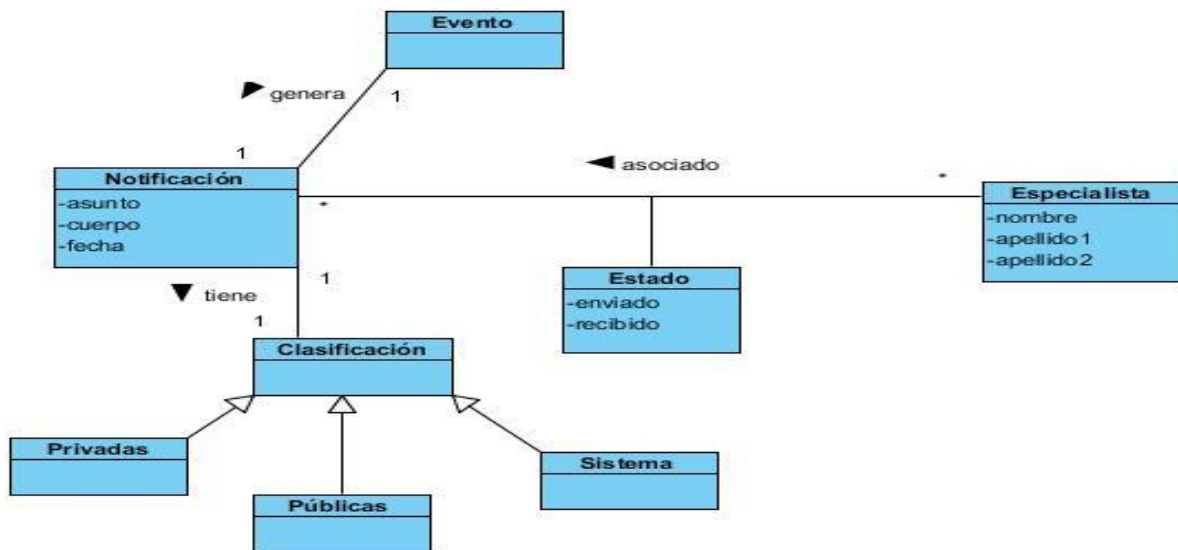 Evento
genera
1
1
Notificación
-asunto
-cuerpo
-fecha
asociado
*
*
Especialista
-nombre
-apellido1
-apellido2
Estado
-enviado
-recibido
tiene
1
1
Clasificación
Privadas
Públicas
Sistema